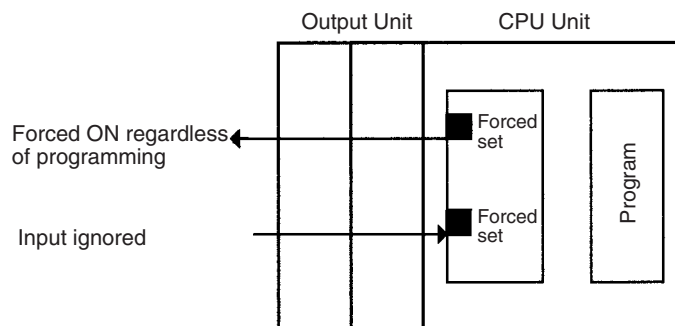 Output Unit
CPU Unit
Forced ON regardless
of programming
Forced
set
Input ignored
Forced
set
Program